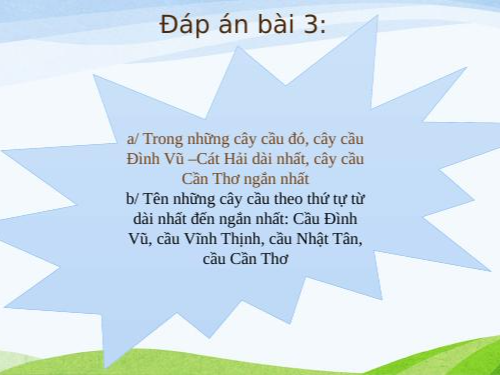 Đáp án bài 3:
a/ Trong những cây cầu đó, cây cầu
Đình Vũ –Cát Hải dài nhất, cây cầu
Cần Thơ ngắn nhất
b/ Tên những cây cầu theo thứ tự từ
dài nhất đến ngắn nhất: Cầu Đình
Vũ, cầu Vĩnh Thịnh, cầu Nhật Tân,
cầu Cần Thơ